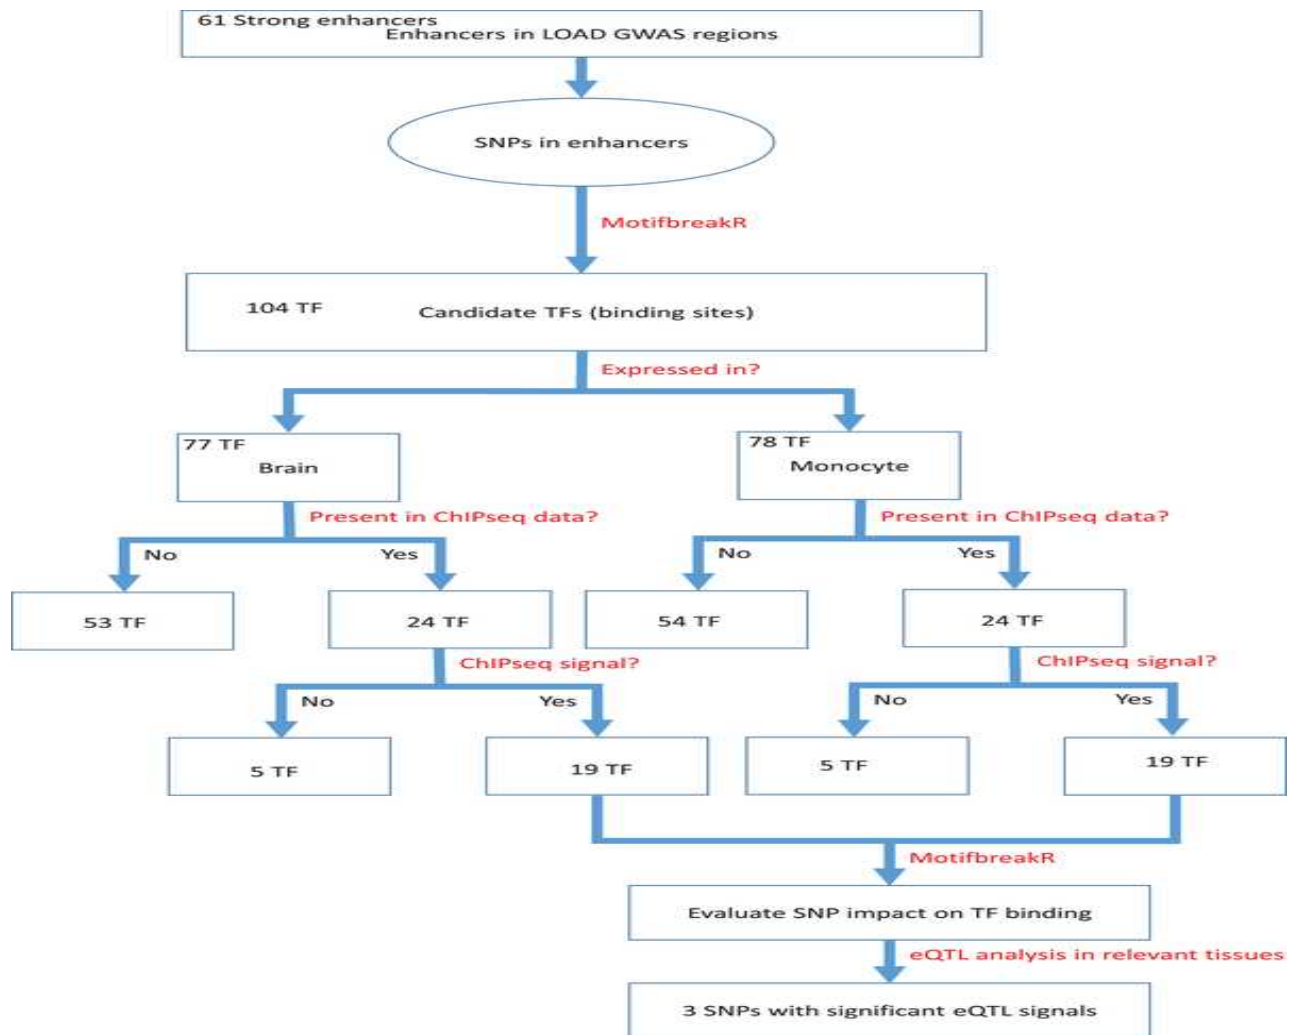 61 Strong enhancers
Enhancers in LOAD GWAS regions
SNPs in enhancers
MotifbreakR
104 TF
Candidate TFs (binding sites)
Expressed in?
77 TF
Brain
78 TF
Monocyte
Present in ChIPseq data?
Present in ChIPseq data?
No
Yes
No
Yes
53 TF
24 TF
54 TF
24 TF
ChIPseq signal?
ChIPseq signal?
No
Yes
No
Yes
5 TF
19 TF
5 TF
19 TF
MotifbreakR
Evaluate SNP impact on TF binding
eQTL analysis in relevant tissues
3 SNPs with significant eQTL signals